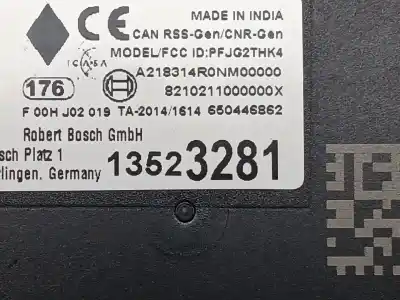 MADE IN INDIA
CAN RSS-Gen/CNR-Gen
MODEL/FCC ID:PFJG2THK4
ICASA
A218314R0NM00000
176
8210211000000X
F 00H J02 019 TA-2014/1614 650446862
Robert Bosch GmbH
sch Platz 1
rlingen, Germany
13523281